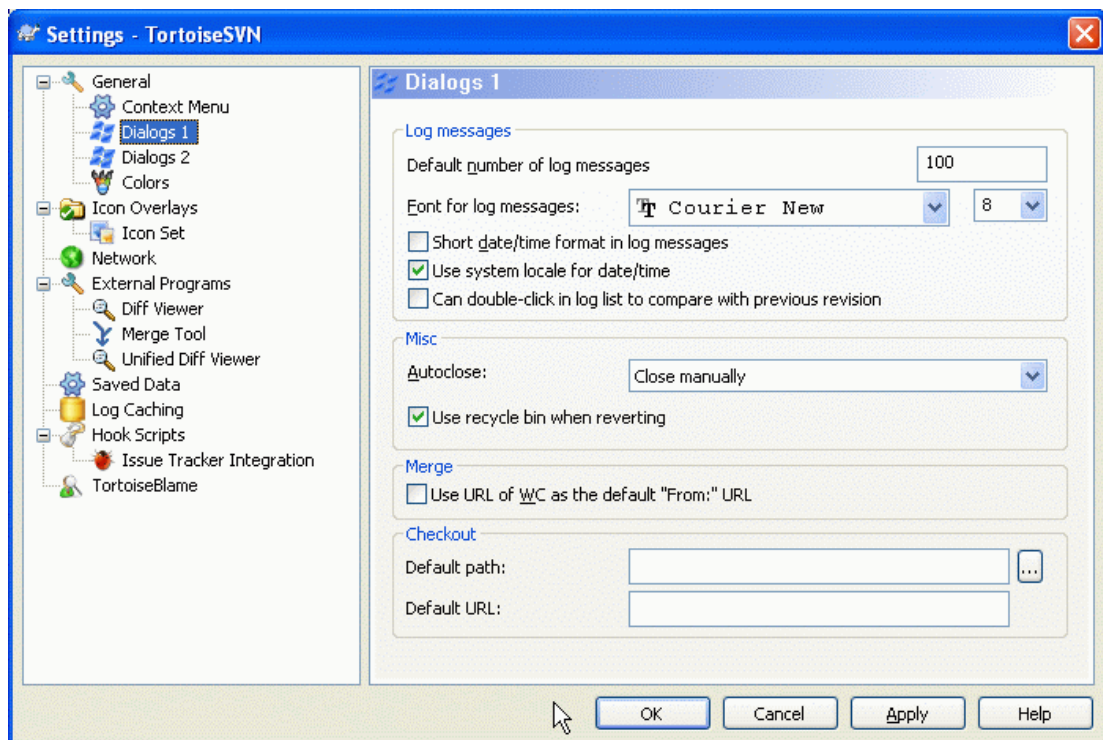 Settings - TortoiseSVN
General
Context Menu
Dialogs 1
Dialogs 2
Colors
Icon Overlays
Icon Set
Network
External Programs
Diff Viewer
Merge Tool
Unified Diff Viewer
Saved Data
Log Caching
Hook Scripts
Issue Tracker Integration
TortoiseBlame
Dialogs 1
Log messages
Default number of log messages 100
Font for log messages: Courier New 8
Short date/time format in log messages
Use system locale for date/time
Can double-click in log list to compare with previous revision
Misc
Autoclose: Close manually
Use recycle bin when reverting
Merge
Use URL of WC as the default "From:" URL
Checkout
Default path: ...
Default URL:
OK Cancel Apply Help